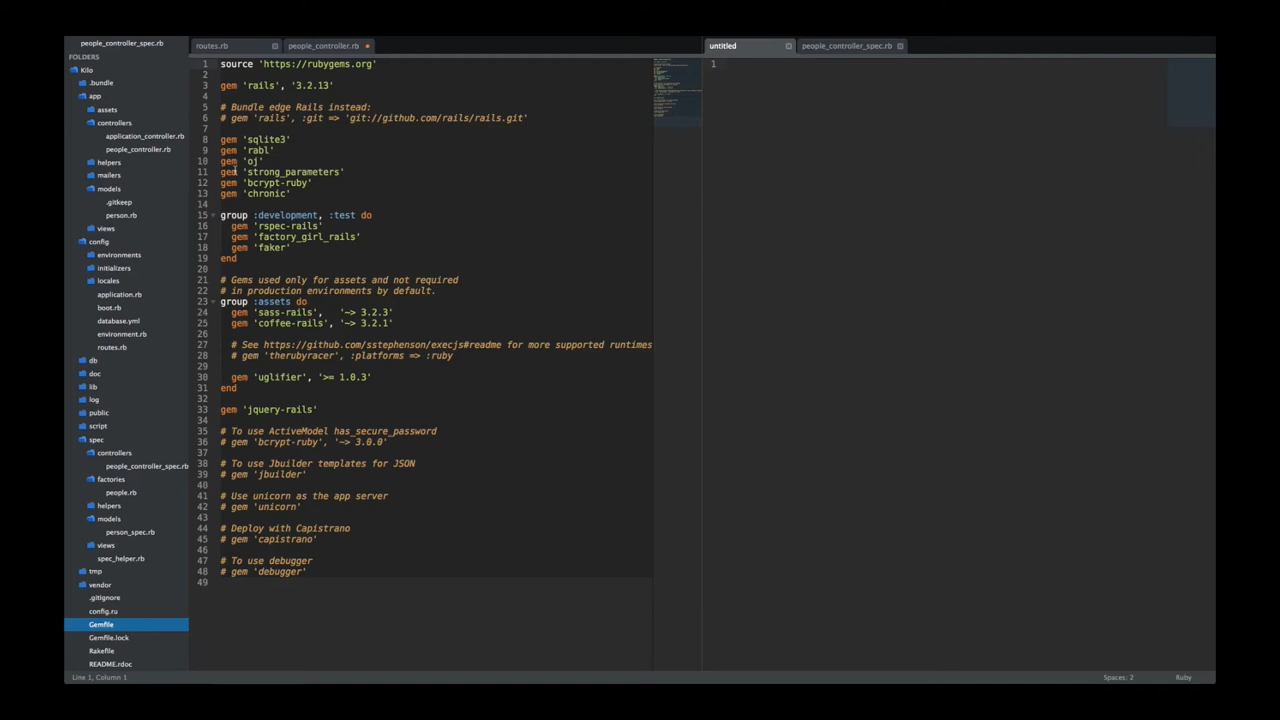 people_controller_spec.rb
FOLDERS
Kilo
.bundle
app
assets
controllers
application_controller.rb
people_controller.rb
helpers
mailers
models
.gitkeep
person.rb
views
config
environments
initializers
locales
application.rb
boot.rb
database.yml
environment.rb
routes.rb
db
doc
lib
log
public
script
spec
controllers
people_controller_spec.rb
factories
people.rb
helpers
models
person_spec.rb
views
spec_helper.rb
tmp
vendor
.gitignore
config.ru
Gemfile
Gemfile.lock
Rakefile
README.rdoc
routes.rb
people_controller.rb
1 source 'https://rubygems.org'
2
3 gem 'rails', '3.2.13'
4
5 # Bundle edge Rails instead:
6 # gem 'rails', :git => 'git://github.com/rails/rails.git'
7
8 gem 'sqlite3'
9 gem 'rabl'
10 gem 'oj'
11 gem 'strong_parameters'
12 gem 'bcrypt-ruby'
13 gem 'chronic'
14
15 group :development, :test do
16 gem 'rspec-rails'
17 gem 'factory_girl_rails'
18 gem 'faker'
19 end
20
21 # Gems used only for assets and not required
22 # in production environments by default.
23 group :assets do
24 gem 'sass-rails', '~> 3.2.3'
25 gem 'coffee-rails', '~> 3.2.1'
26
27 # See https://github.com/sstephenson/execjs#readme for more supported runtimes
28 # gem 'therubyracer', :platforms => :ruby
29
30 gem 'uglifier', '>= 1.0.3'
31 end
32
33 gem 'jquery-rails'
34
35 # To use ActiveModel has_secure_password
36 # gem 'bcrypt-ruby', '~> 3.0.0'
37
38 # To use Jbuilder templates for JSON
39 # gem 'jbuilder'
40
41 # Use unicorn as the app server
42 # gem 'unicorn'
43
44 # Deploy with Capistrano
45 # gem 'capistrano'
46
47 # To use debugger
48 # gem 'debugger'
49
untitled
people_controller_spec.rb
1
Line 1, Column 1
Spaces: 2
Ruby